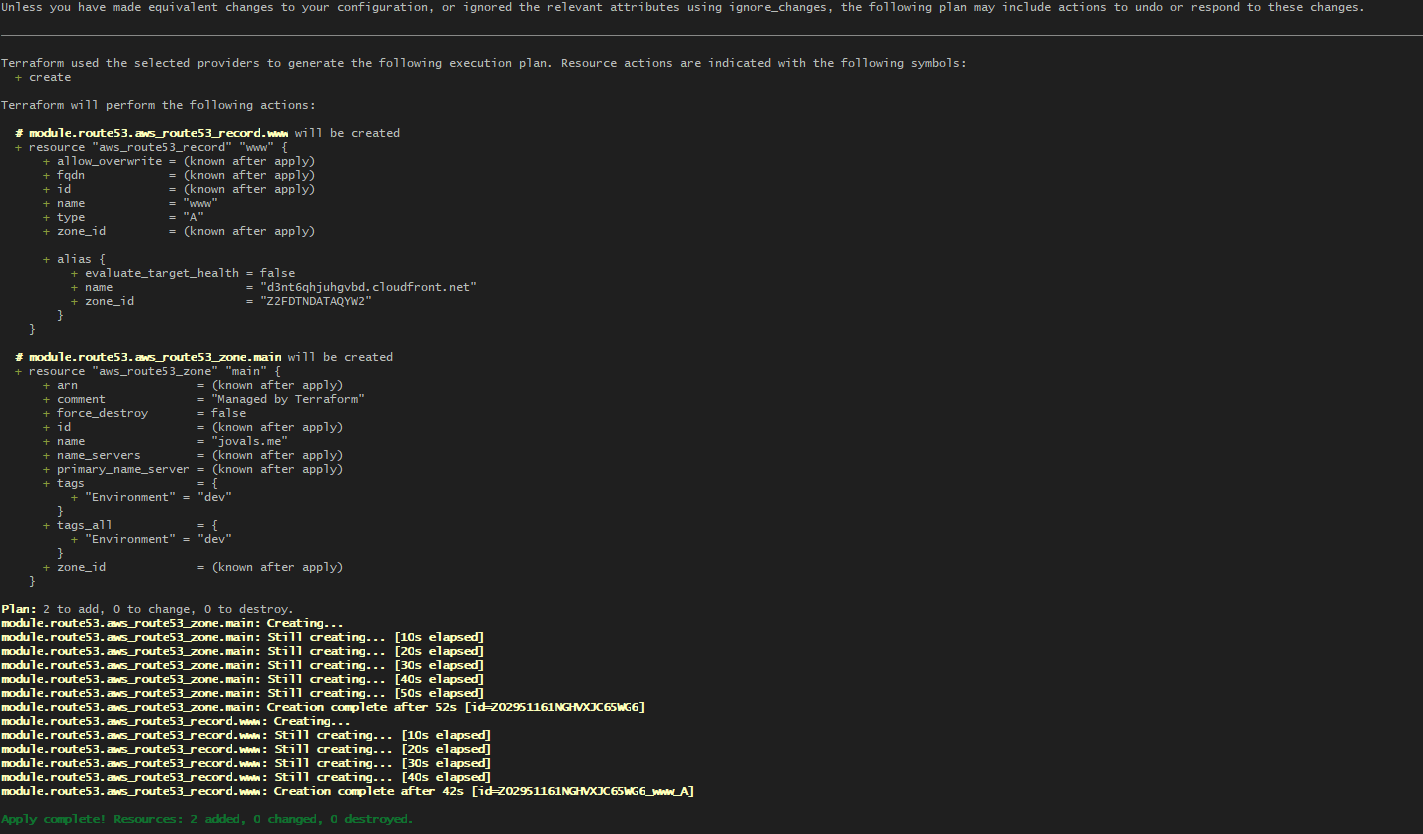 Unless you have made equivalent changes to your configuration, or ignored the relevant attributes using ignore_changes, the following plan may include actions to undo or respond to these changes.
Terraform used the selected providers to generate the following execution plan. Resource actions are indicated with the following symbols:
  + create
Terraform will perform the following actions:
  # module.route53.aws_route53_record.www will be created
  + resource "aws_route53_record" "www" {
      + allow_overwrite = (known after apply)
      + fqdn            = (known after apply)
      + id              = (known after apply)
      + name            = "www"
      + type            = "A"
      + zone_id         = (known after apply)
      + alias {
          + evaluate_target_health = false
          + name                   = "d3nt6qhjuhgvbd.cloudfront.net"
          + zone_id                = "Z2FDTNDATAQYW2"
        }
    }
  # module.route53.aws_route53_zone.main will be created
  + resource "aws_route53_zone" "main" {
      + arn                 = (known after apply)
      + comment             = "Managed by Terraform"
      + force_destroy       = false
      + id                  = (known after apply)
      + name                = "jovals.me"
      + name_servers        = (known after apply)
      + primary_name_server = (known after apply)
      + tags                = {
          + "Environment" = "dev"
        }
      + tags_all            = {
          + "Environment" = "dev"
        }
      + zone_id             = (known after apply)
    }
Plan: 2 to add, 0 to change, 0 to destroy.
module.route53.aws_route53_zone.main: Creating...
module.route53.aws_route53_zone.main: Still creating... [10s elapsed]
module.route53.aws_route53_zone.main: Still creating... [20s elapsed]
module.route53.aws_route53_zone.main: Still creating... [30s elapsed]
module.route53.aws_route53_zone.main: Still creating... [40s elapsed]
module.route53.aws_route53_zone.main: Still creating... [50s elapsed]
module.route53.aws_route53_zone.main: Creation complete after 52s [id=Z02951161NGHVXJC65WG6]
module.route53.aws_route53_record.www: Creating...
module.route53.aws_route53_record.www: Still creating... [10s elapsed]
module.route53.aws_route53_record.www: Still creating... [20s elapsed]
module.route53.aws_route53_record.www: Still creating... [30s elapsed]
module.route53.aws_route53_record.www: Still creating... [40s elapsed]
module.route53.aws_route53_record.www: Creation complete after 42s [id=Z02951161NGHVXJC65WG6_www_A]
Apply complete! Resources: 2 added, 0 changed, 0 destroyed.